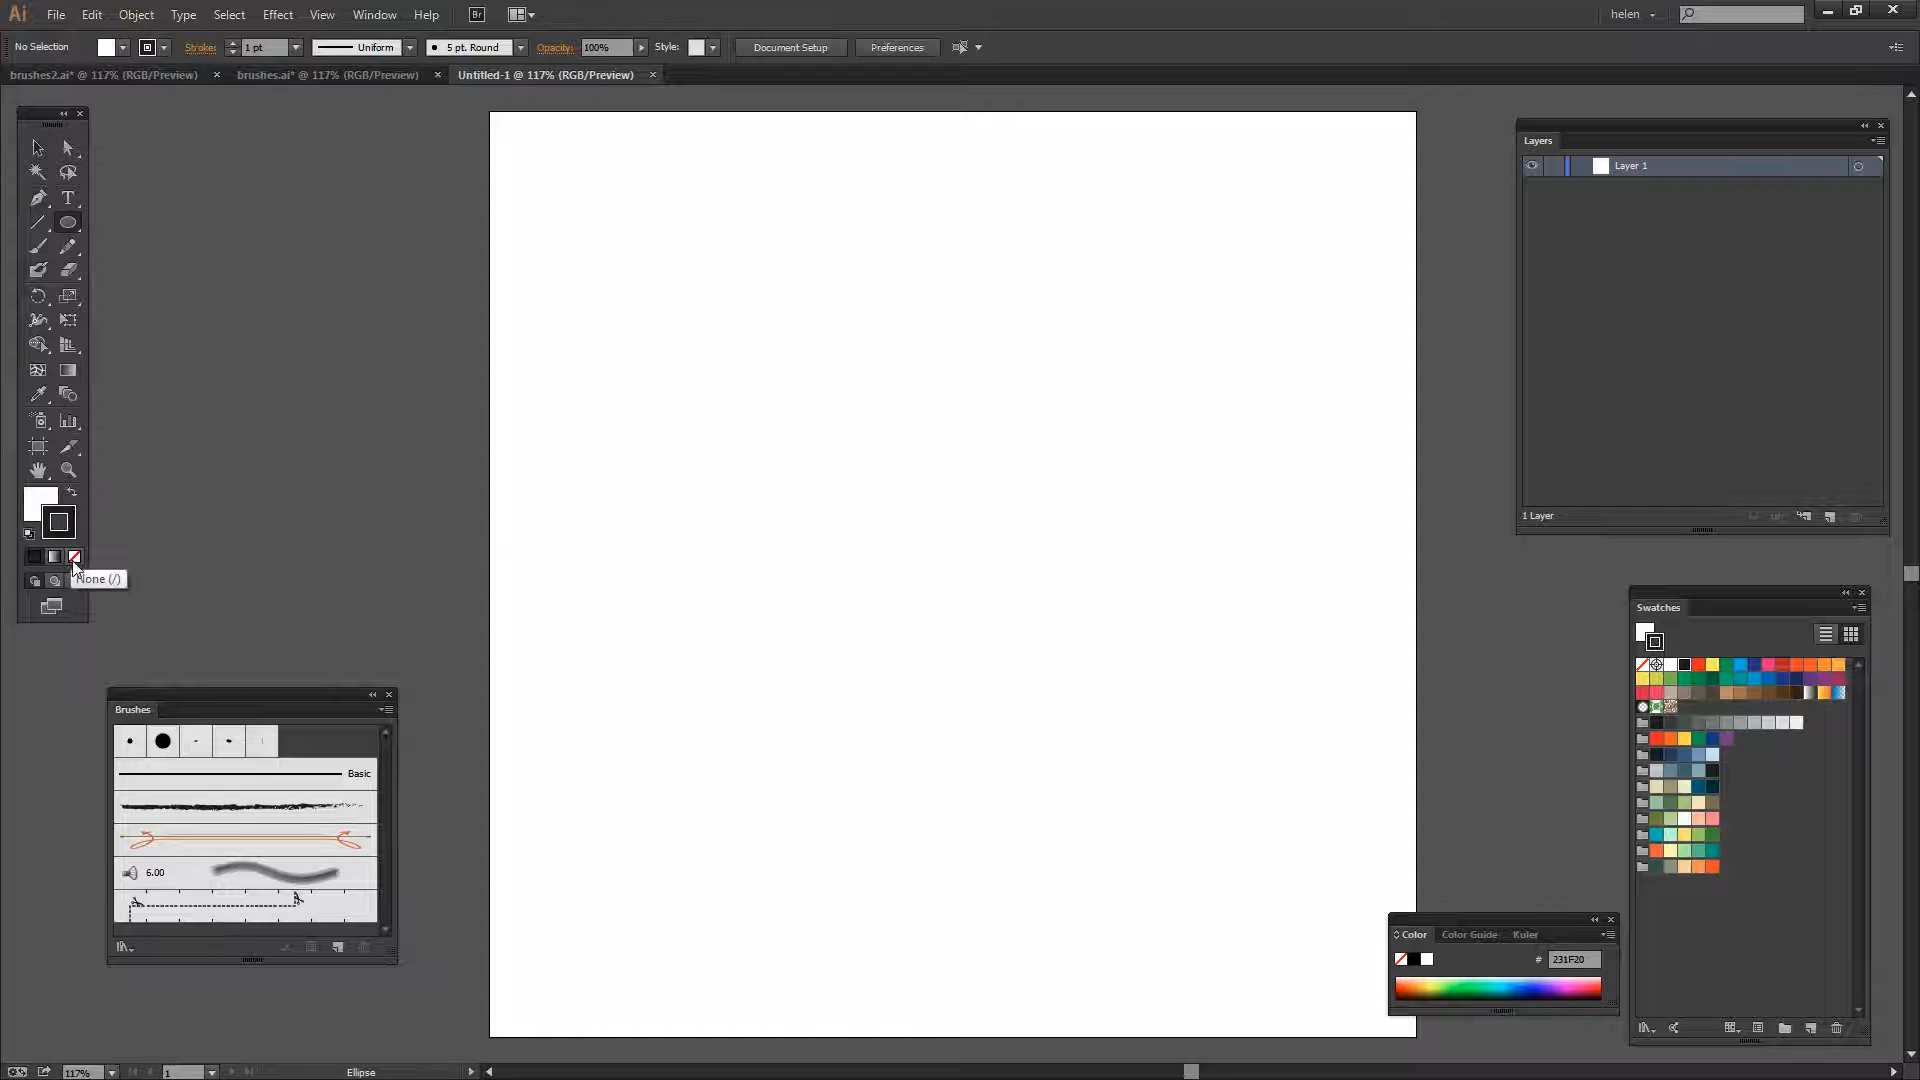 Ai File Edit Object Type Select Effect View Window Help Br helen
No Selection Stroke: 1 pt Uniform 5 pt. Round Opacity: 100% Style: Document Setup Preferences
brushes2.ai* @ 117% (RGB/Preview) × brushes.ai* @ 117% (RGB/Preview) × Untitled-1 @ 117% (RGB/Preview) ×
Layers
Layer 1
1 Layer
None (/)
Swatches
Brushes
Basic
6.00
Color Color Guide Kuler
# 231F20
117% 1 Ellipse